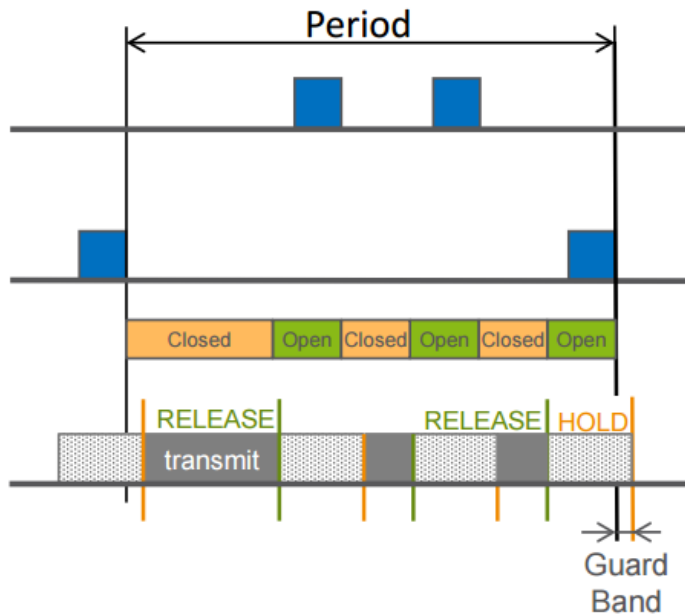 Period
Closed
Open
Closed
Open
Closed
Open
RELEASE
RELEASE
HOLD
transmit
Guard
Band